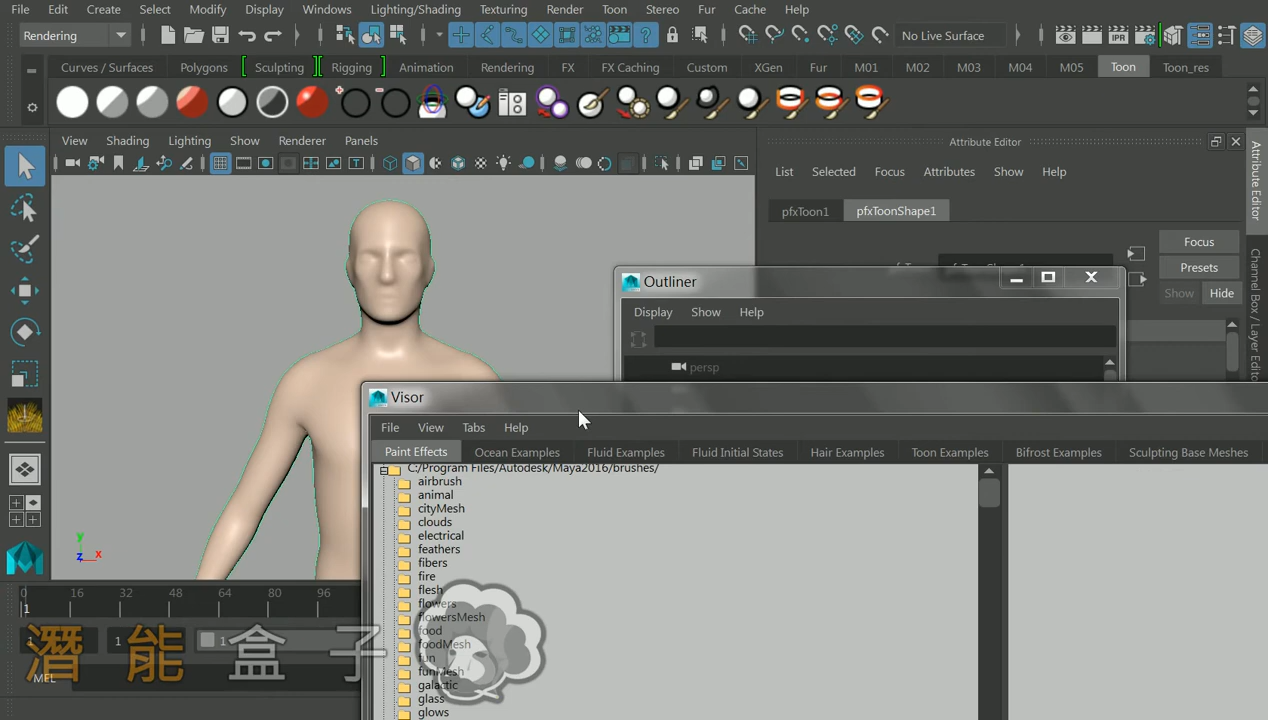 File Edit Create Select Modify Display Windows Lighting/Shading Texturing Render Toon Stereo Fur Cache Help
Rendering No Live Surface
Curves / Surfaces Polygons Sculpting Rigging Animation Rendering FX FX Caching Custom XGen Fur M01 M02 M03 M04 M05 Toon Toon_res
View Shading Lighting Show Renderer Panels
Attribute Editor
List Selected Focus Attributes Show Help
pfxToon1 pfxToonShape1
Focus
Presets
Show Hide
Attribute Editor
Channel Box / Layer Editor
Outliner
Display Show Help
persp
Visor
File View Tabs Help
Paint Effects Ocean Examples Fluid Examples Fluid Initial States Hair Examples Toon Examples Bifrost Examples Sculpting Base Meshes
C:/Program Files/Autodesk/Maya2016/brushes/
airbrush
animal
cityMesh
clouds
electrical
feathers
fibers
fire
flesh
flowers
flowersMesh
food
foodMesh
fun
funMesh
galactic
glass
glows
y
z x
0 16 32 48 64 80 96
1
1 1 1
MEL
IPR
潛能盒子